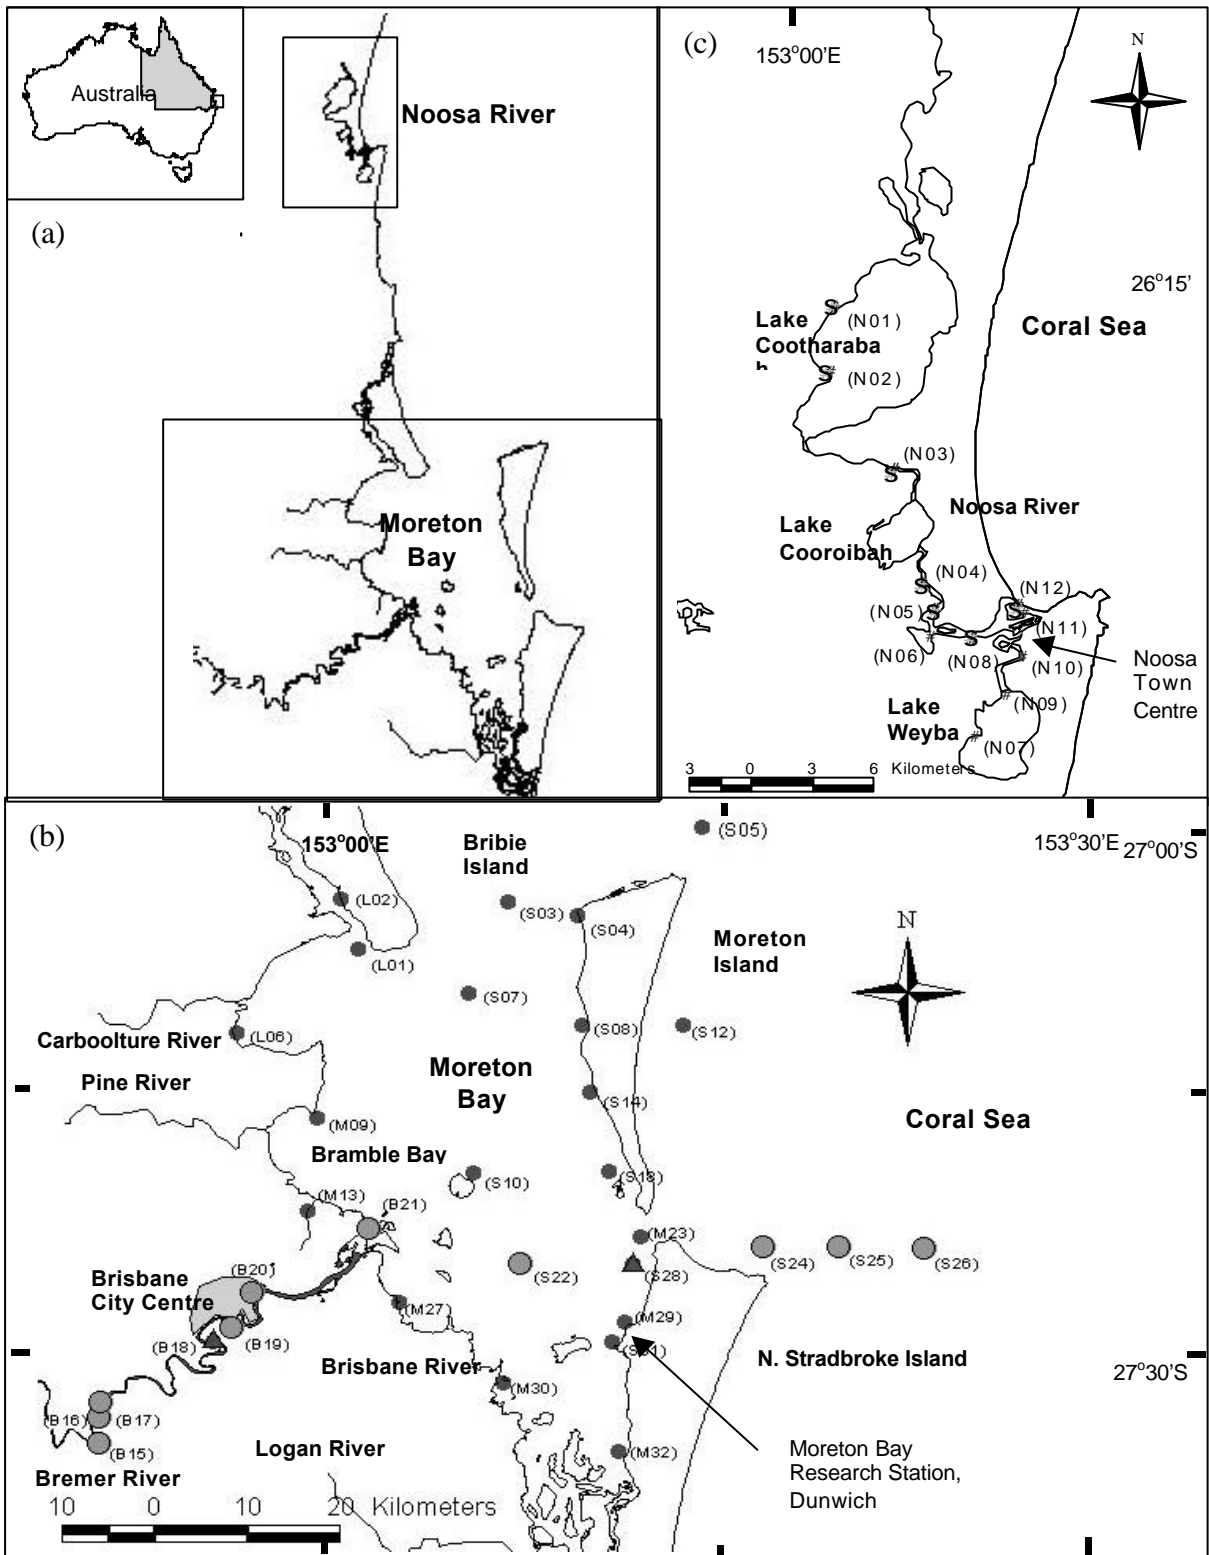 Australia
(a)
Noosa River
Moreton
Bay
(c)
153°00'E
N
26°15'
Lake
Cootharaba
h
(N01)
(N02)
Coral Sea
(N03)
Noosa River
Lake
Cooroibah
(N04)
(N12)
(N05)
(N11)
(N06)
(N08)
(N10)
Noosa
Town
Centre
Lake
Weyba
(N09)
(N07)
3 0 3 6 Kilometers
(b)
153°00'E
Bribie
Island
(S05)
153°30'E
27°00'S
(L02)
(S03)
(S04)
N
Moreton
Island
(L01)
(S07)
(S08)
(S12)
Carboolture River
(L06)
Moreton
Bay
Pine River
(S14)
(M09)
Coral Sea
Bramble Bay
(S10)
(S18)
(M13)
(B21)
(M23)
Brisbane
City Centre
(B20)
(S22)
(S28)
(S24)
(S25)
(S26)
(M27)
(M29)
(B18)
(B19)
(S31)
Brisbane River
N. Stradbroke Island
27°30'S
(M30)
(B16)
(B17)
(B15)
Logan River
(M32)
Moreton Bay
Research Station,
Dunwich
Bremer River
10 0 20 Kilometers